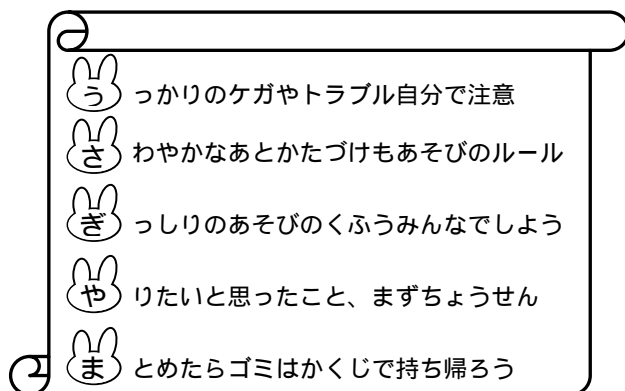 うっかりのケガやトラブル自分で注意
さわやかなあとかたづけもあそびのルール
ぎっしりのあそびのくふうみんなでしよう
やりたいと思ったこと、まずちょうせん
まとめたらゴミはかくじで持ち帰ろう